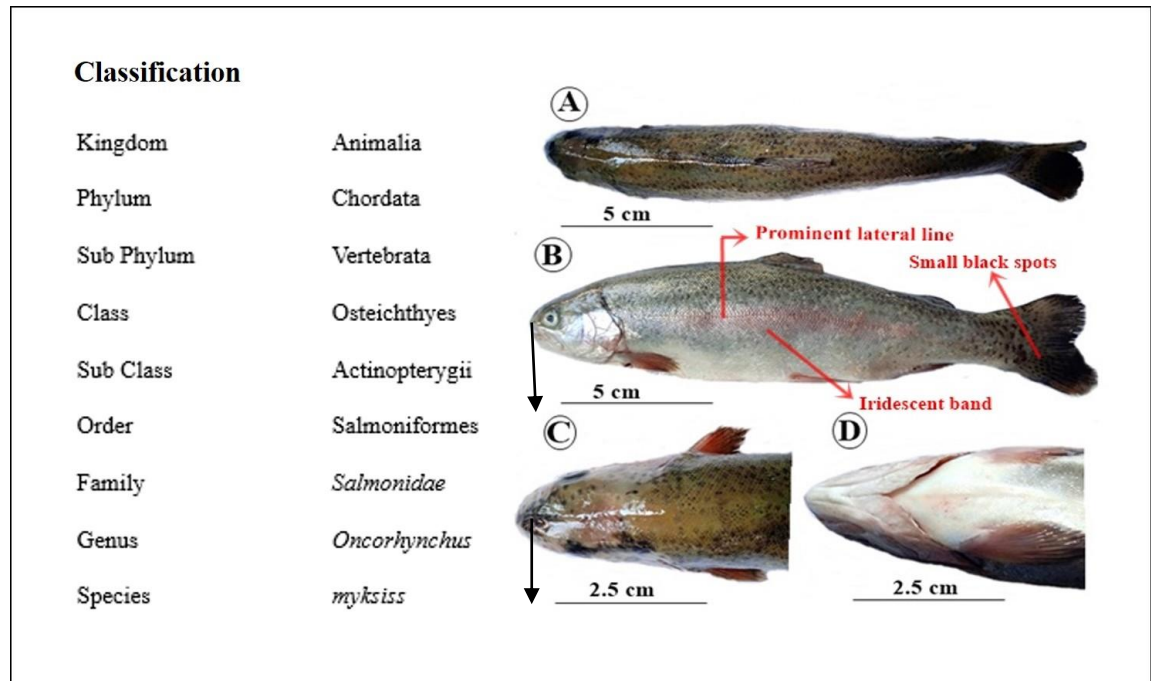 Classification
Kingdom Animalia
Phylum Chordata
Sub Phylum Vertebrata
Class Osteichthyes
Sub Class Actinopterygii
Order Salmoniformes
Family Salmonidae
Genus Oncorhynchus
Species myksiss
A
5 cm
B
Prominent lateral line
Small black spots
5 cm
Iridescent band
C
2.5 cm
D
2.5 cm